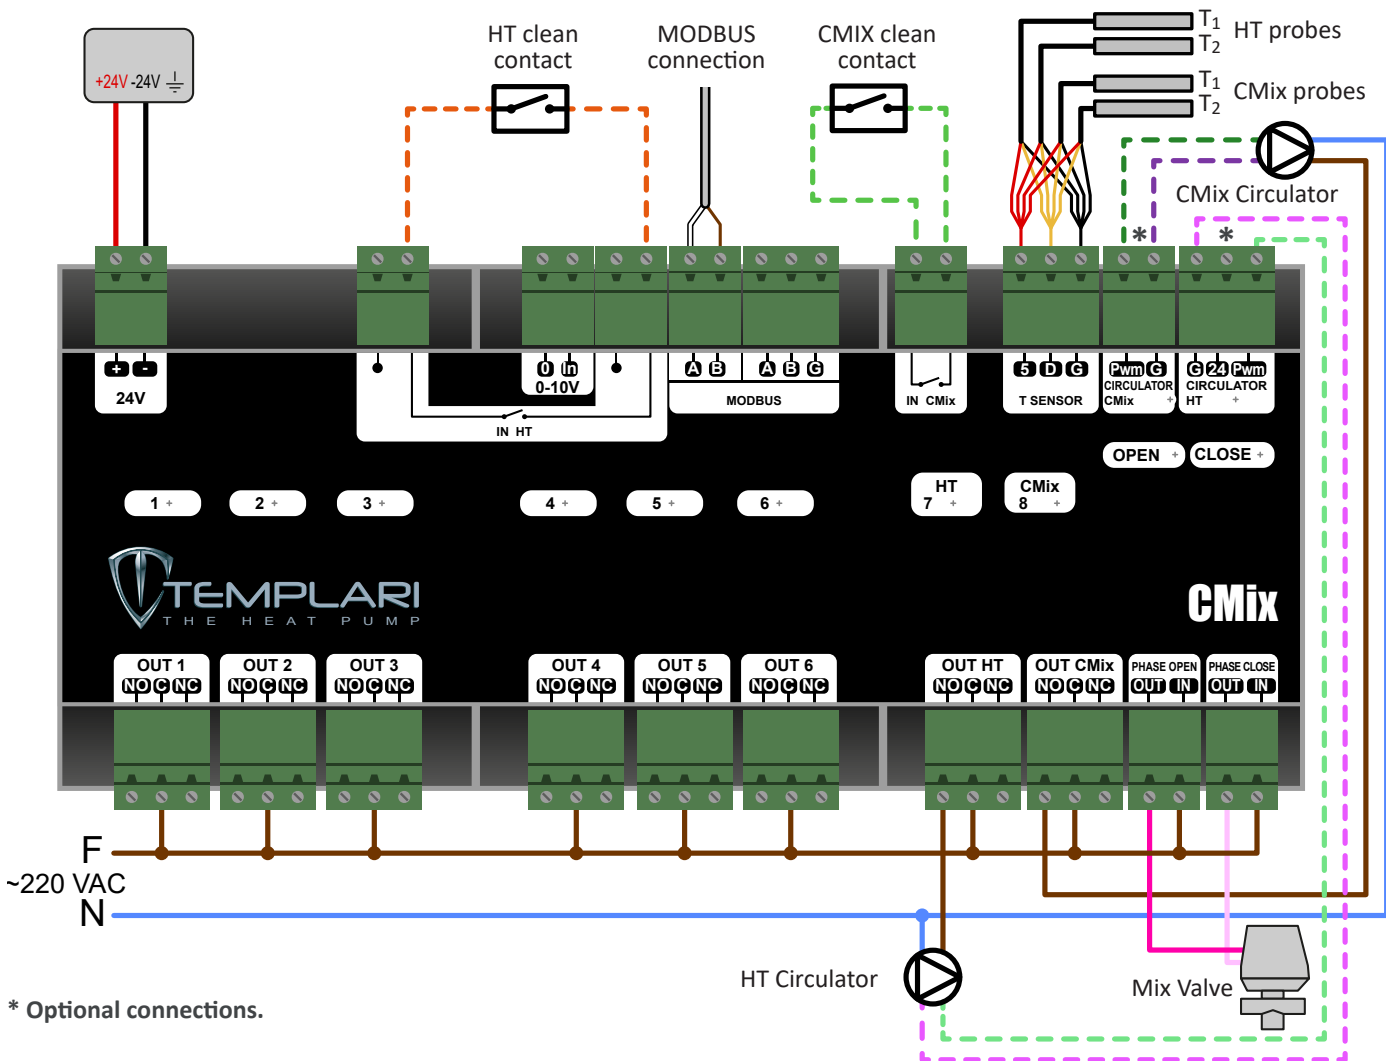 HT clean
contact
MODBUS
connection
CMIX clean
contact
T1
T2
HT probes
T1
T2
CMix probes
+24V -24V
CMix Circulator
* *
+ -
24V
0 In
0-10V
IN HT
A B A B G
MODBUS
IN CMix
5 D G
T SENSOR
Pwm G
CIRCULATOR
CMix +
G 24 Pwm
CIRCULATOR
HT +
OPEN +
CLOSE +
1 +
2 +
3 +
4 +
5 +
6 +
HT
7 +
CMix
8 +
TEMPLARI
THE HEAT PUMP
CMix
OUT 1
NO C NC
OUT 2
NO C NC
OUT 3
NO C NC
OUT 4
NO C NC
OUT 5
NO C NC
OUT 6
NO C NC
OUT HT
NO C NC
OUT CMix
NO C NC
PHASE OPEN
OUT IN
PHASE CLOSE
OUT IN
F
~220 VAC
N
HT Circulator
Mix Valve
* Optional connections.